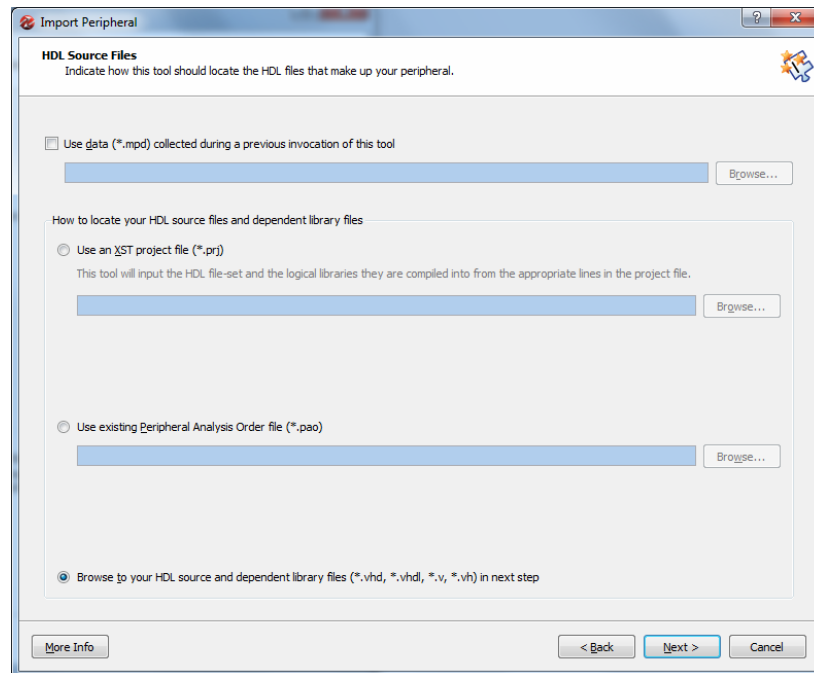 Import Peripheral
HDL Source Files
Indicate how this tool should locate the HDL files that make up your peripheral.
Use data (*.mpd) collected during a previous invocation of this tool
Browse...
How to locate your HDL source files and dependent library files
Use an XST project file (*.prj)
This tool will input the HDL file-set and the logical libraries they are compiled into from the appropriate lines in the project file.
Browse...
Use existing Peripheral Analysis Order file (*.pao)
Browse...
Browse to your HDL source and dependent library files (*.vhd, *.vhdl, *.v, *.vh) in next step
More Info
< Back
Next >
Cancel